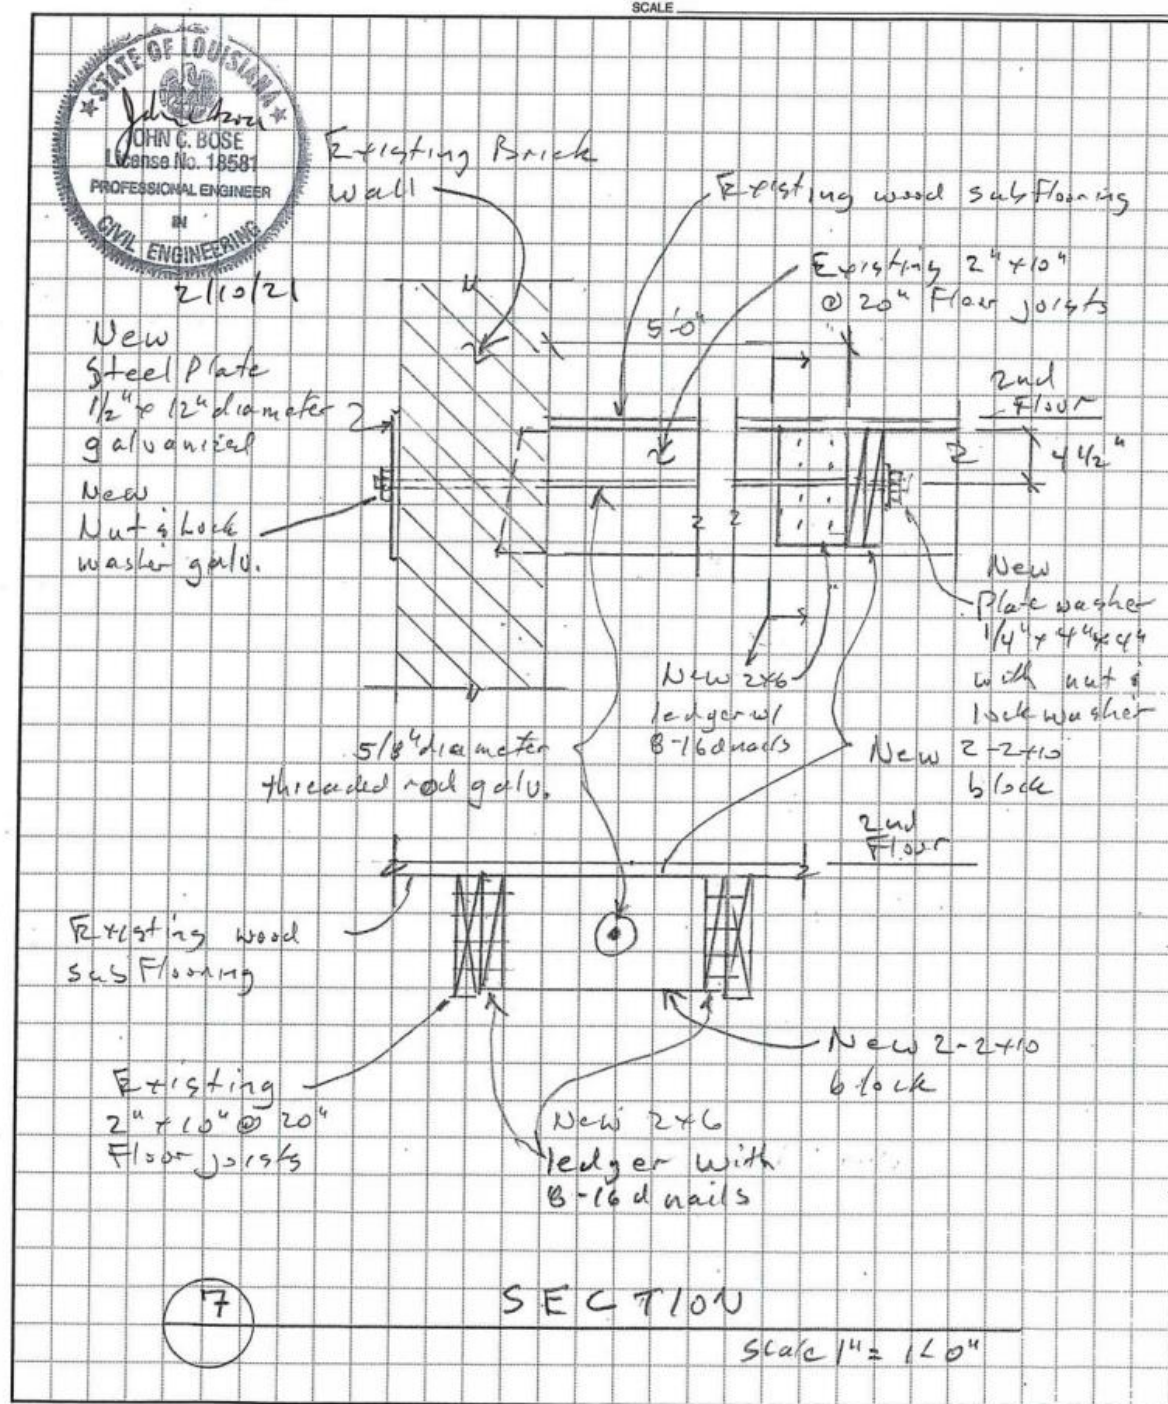 SCALE
STATE OF LOUISIANA
JOHN C. BOSE
License No. 18581
PROFESSIONAL ENGINEER
IN
CIVIL ENGINEERING
2/10/21
Existing Brick
wall
Existing wood subflooring
Existing 2" x 10"
@ 20" Floor joists
5'-0"
New
Steel Plate
1/2" x 12" diameter
galvanized
2nd
Floor
4 1/2"
New
Nut & Lock
washer galv.
New
Plate washer
1/4" x 4" x 4"
with nut &
lock washer
New 2x6
ledger w/
8-16d nails
New 2-2x10
block
5/8" diameter
threaded rod galv.
2nd
Floor
Existing wood
subflooring
New 2-2x10
block
Existing
2" x 10" @ 20"
Floor joists
New 2x6
ledger with
8-16d nails
7
SECTION
Scale 1" = 1'-0"